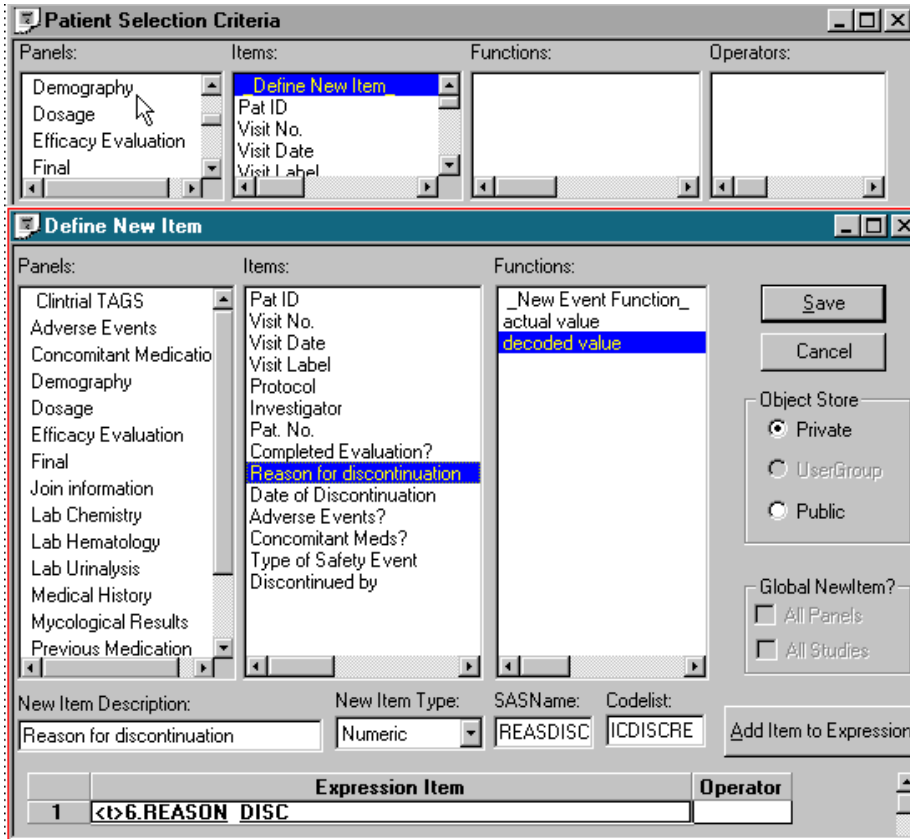 Patient Selection Criteria
Panels:
Items:
Functions:
Operators:
Demography
Dosage
Efficacy Evaluation
Final
_Define New Item_
Pat ID
Visit No.
Visit Date
Visit Label
Define New Item
Panels:
Items:
Functions:
Clintrial TAGS
Adverse Events
Concomitant Medicatio
Demography
Dosage
Efficacy Evaluation
Final
Join information
Lab Chemistry
Lab Hematology
Lab Urinalysis
Medical History
Mycological Results
Previous Medication
Pat ID
Visit No.
Visit Date
Visit Label
Protocol
Investigator
Pat. No.
Completed Evaluation?
Reason for discontinuation
Date of Discontinuation
Adverse Events?
Concomitant Meds?
Type of Safety Event
Discontinued by
_New Event Function_
actual value
decoded value
Save
Cancel
Object Store
Private
UserGroup
Public
Global NewItem?
All Panels
All Studies
New Item Description:
New Item Type:
SASName:
Codelist:
Reason for discontinuation
Numeric
REASDISC
ICDISCRE
Add Item to Expression
Expression Item
Operator
1
<t>6.REASON_DISC